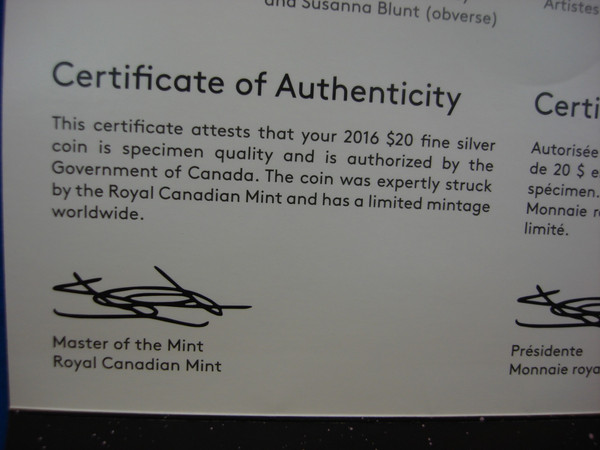 and Susanna Blunt (obverse)
Artistes
Certificate of Authenticity
This certificate attests that your 2016 $20 fine silver
coin is specimen quality and is authorized by the
Government of Canada. The coin was expertly struck
by the Royal Canadian Mint and has a limited mintage
worldwide.
Master of the Mint
Royal Canadian Mint
Certi
Autorisée
de 20 $ e
spécimen.
Monnaie r
limité.
Présidente
Monnaie roya